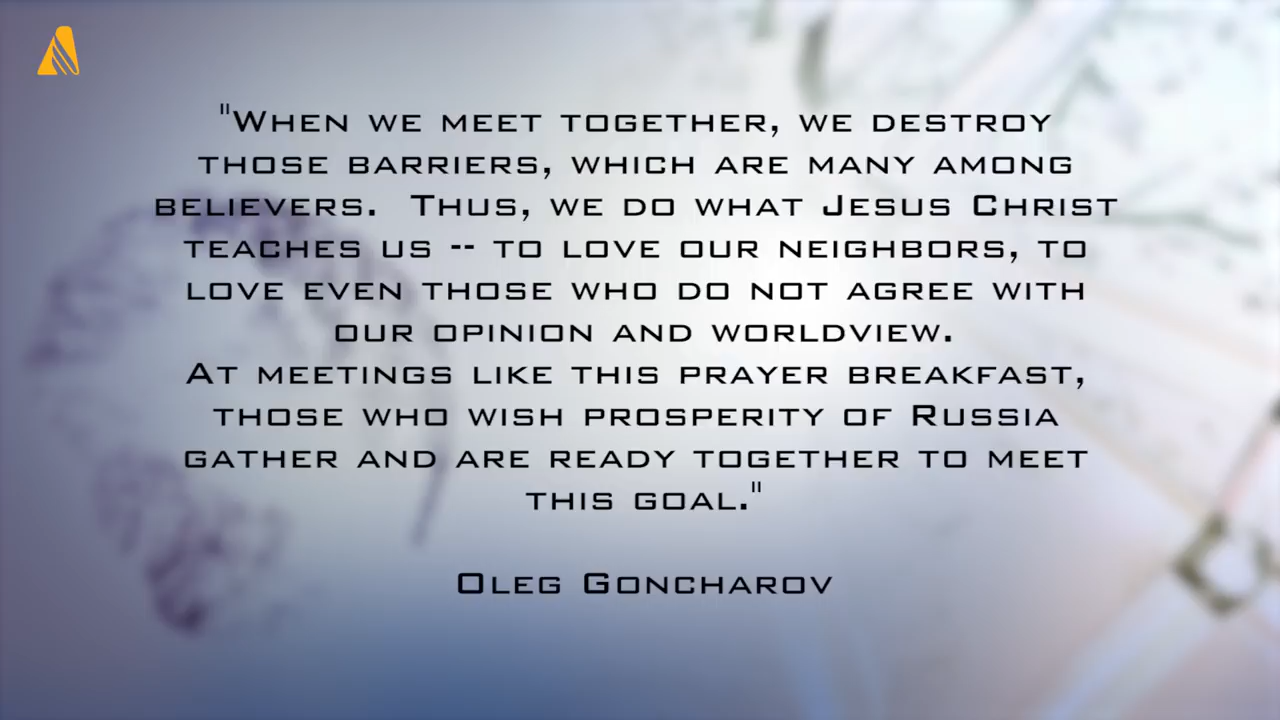 "When we meet together, we destroy
those barriers, which are many among
believers.  Thus, we do what Jesus Christ
teaches us -- to love our neighbors, to
love even those who do not agree with
our opinion and worldview.
At meetings like this prayer breakfast,
those who wish prosperity of Russia
gather and are ready together to meet
this goal."
Oleg Goncharov